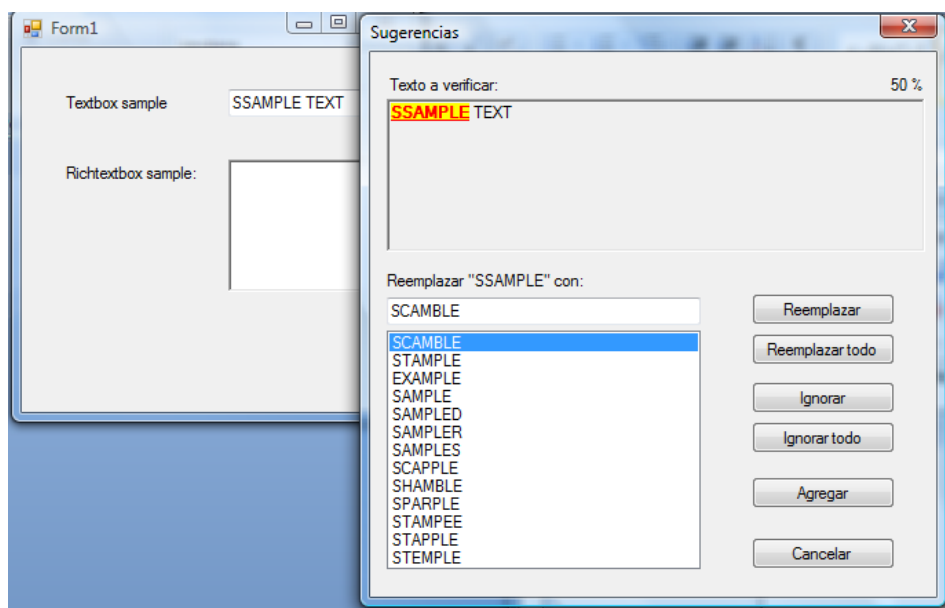 Form1
Textbox sample
SSAMPLE TEXT
Richtextbox sample:
Sugerencias
Texto a verificar:
50 %
SSAMPLE TEXT
Reemplazar "SSAMPLE" con:
SCAMBLE
SCAMBLE
STAMPLE
EXAMPLE
SAMPLE
SAMPLED
SAMPLER
SAMPLES
SCAPPLE
SHAMBLE
SPARPLE
STAMPEE
STAPPLE
STEMPLE
Reemplazar
Reemplazar todo
Ignorar
Ignorar todo
Agregar
Cancelar